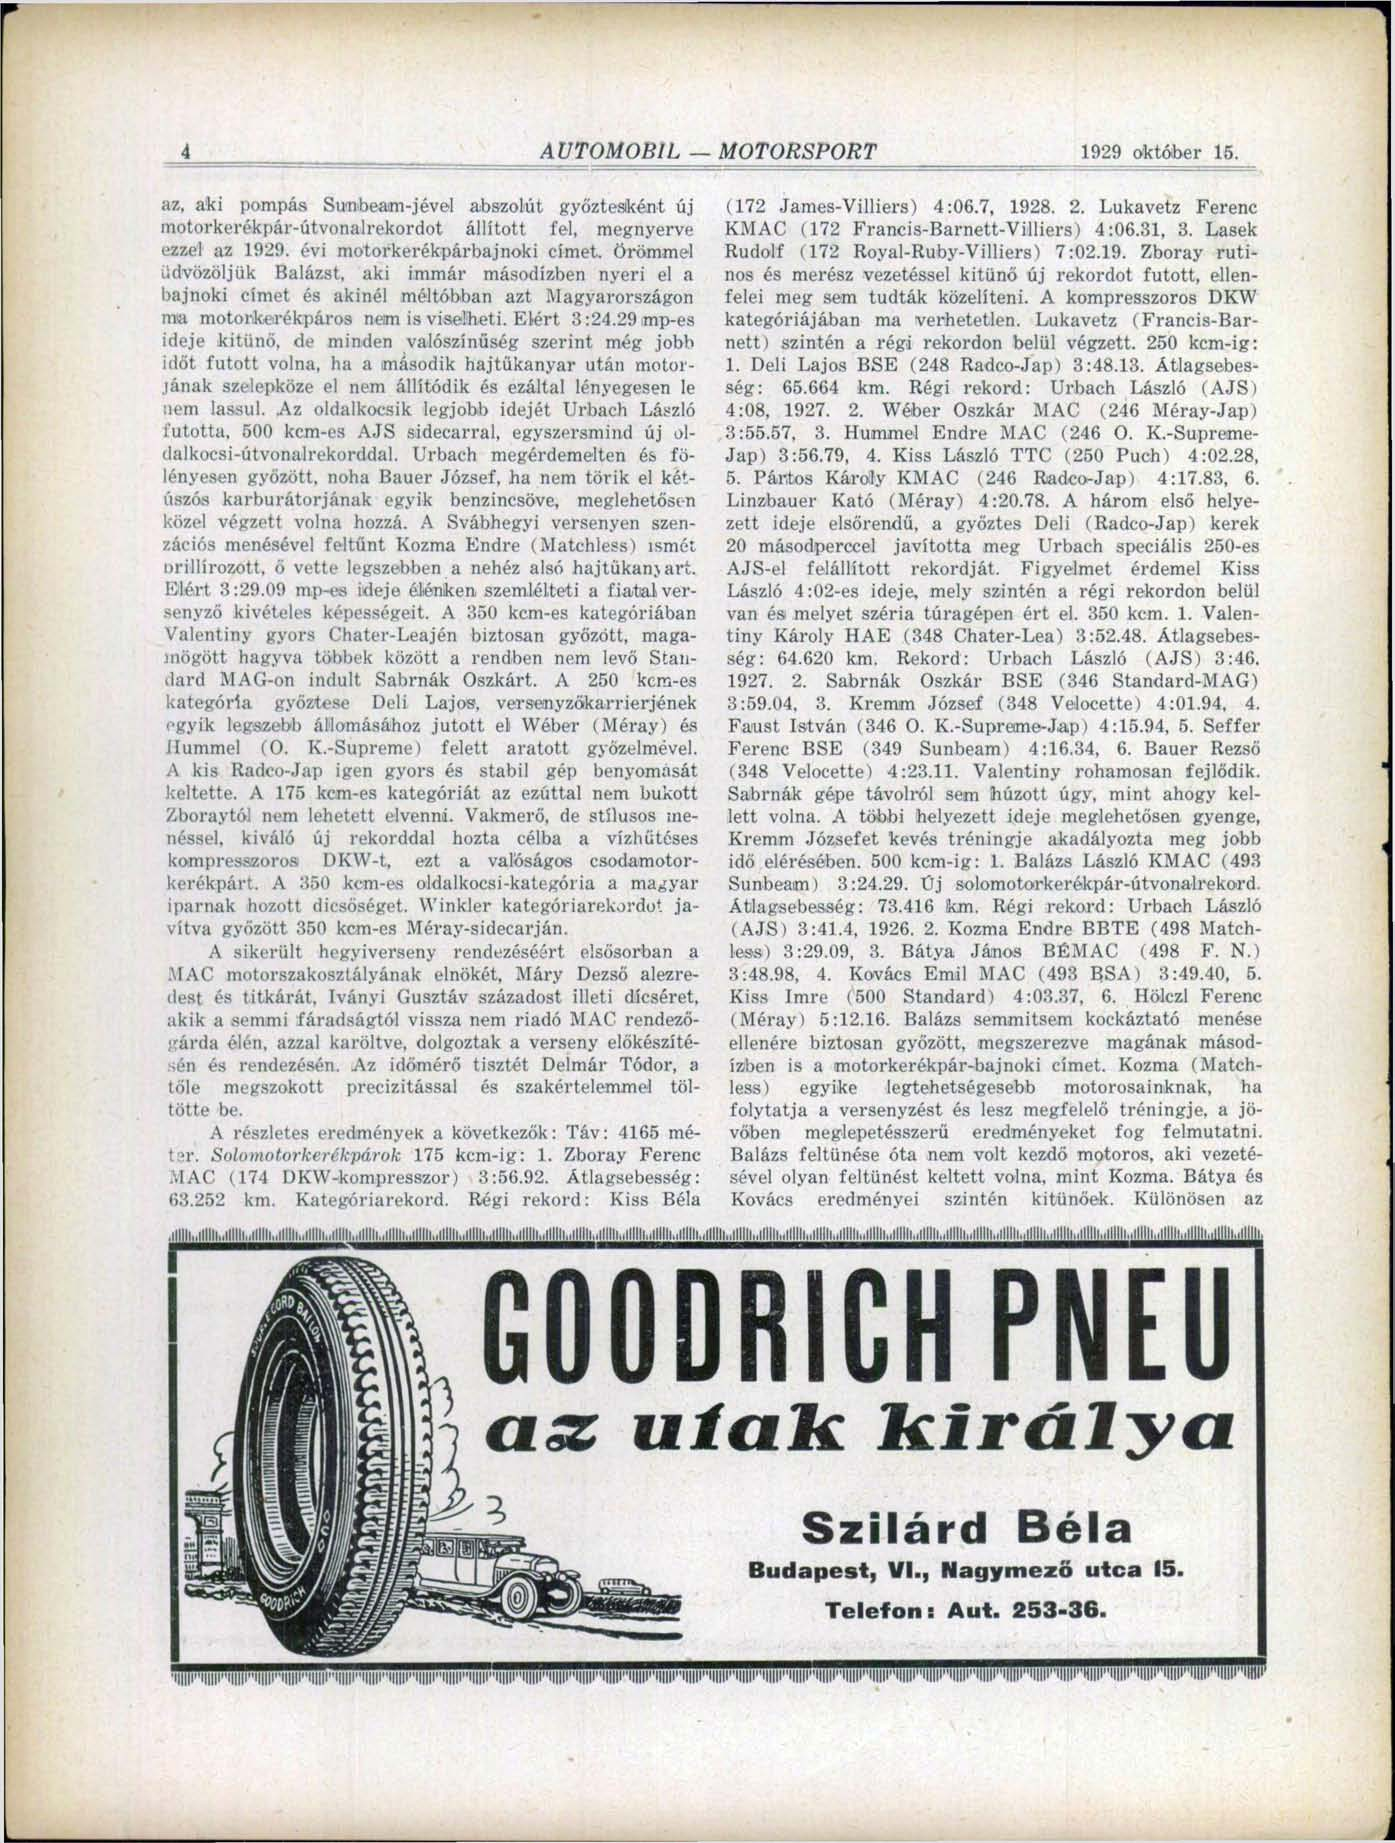 4
AUTOMOBIL — MOTORSPORT
1929 október 15.
az, aki pompás Sunbeam-jével abszolút győztesként új
motorkerékpár-útvonalrekordot állított fel, megnyerve
ezzel az 1929. évi motorkerékpárbajnoki címet. Örömmel
üdvözöljük Balázst, aki immár másodízben nyeri el a
bajnoki címet és akinél méltóbban azt Magyarországon
ma motorkerékpáros nem is viselheti. Elért 3:24.29 mp-es
ideje kitünő, de minden valószínűség szerint még jobb
időt futott volna, ha a második hajtűkanyar után motor-
jának szelepköze el nem állítódik és ezáltal lényegesen le
nem lassul. Az oldalkocsik legjobb idejét Urbach László
futotta, 500 kcm-es AJS sidecarral, egyszersmind új ol-
dalkocsi-útvonalrekorddal. Urbach megérdemelten és fö-
lényesen győzött, noha Bauer József, ha nem törik el két-
úszós karburátorjának egyik benzincsöve, meglehetősen
közel végzett volna hozzá. A Svábhegyi versenyen szen-
zációs menésével feltűnt Kozma Endre (Matchless) ismét
brillírozott, ő vette legszebben a nehéz alsó hajtükanyart.
Elért 3:29.09 mp-es ideje élénken szemlélteti a fiatal ver-
senyző kivételes képességeit. A 350 kcm-es kategóriában
Valentiny gyors Chater-Leajén biztosan győzött, maga-
mögött hagyva többek között a rendben nem levő Stan-
dard MAG-on indult Sabrnák Oszkárt. A 250 kcm-es
kategória győztese Deli Lajos, versenyzőkarrierjének
egyik legszebb állomásához jutott el Wéber (Méray) és
Hummel (O. K.-Supreme) felett aratott győzelmével.
A kis Radco-Jap igen gyors és stabil gép benyomását
keltette. A 175 kcm-es kategóriát az ezúttal nem bukott
Zboraytól nem lehetett elvenni. Vakmerő, de stílusos me-
néssel, kiváló új rekorddal hozta célba a vízhűtéses
kompresszoros DKW-t, ezt a valóságos csodamotor-
kerékpárt. A 350 kcm-es oldalkocsi-kategória a magyar
iparnak hozott dicsőséget. Winkler kategóriarekordot ja-
vítva győzött 350 kcm-es Méray-sidecarján.
A sikerült hegyiverseny rendezéséért elsősorban a
MAC motorszakosztályának elnökét, Máry Dezső alezre-
dest és titkárát, Iványi Gusztáv századost illeti dícséret,
akik a semmi fáradságtól vissza nem riadó MAC rendező-
gárda élén, azzal karöltve, dolgoztak a verseny előkészíté-
sén és rendezésén. Az időmérő tisztét Delmár Tódor, a
tőle megszokott precizitással és szakértelemmel töl-
tötte be.
A részletes eredmények a következők: Táv: 4165 mé-
ter. Solomotorkerékpárok 175 kcm-ig: 1. Zboray Ferenc
MAC (174 DKW-kompresszor) 3:56.92. Átlagsebesség:
63.252 km. Kategóriarekord. Régi rekord: Kiss Béla
(172 James-Villiers) 4:06.7, 1928. 2. Lukavetz Ferenc
KMAC (172 Francis-Barnett-Villiers) 4:06.31, 3. Lasek
Rudolf (172 Royal-Ruby-Villiers) 7:02.19. Zboray ruti-
nos és merész vezetéssel kitünő új rekordot futott, ellen-
felei meg sem tudták közelíteni. A kompresszoros DKW
kategóriájában ma verhetetlen. Lukavetz (Francis-Bar-
nett) szintén a régi rekordon belül végzett. 250 kcm-ig:
1. Deli Lajos BSE (248 Radco-Jap) 3:48.13. Átlagsebes-
ség: 65.664 km. Régi rekord: Urbach László (AJS)
4:08, 1927. 2. Wéber Oszkár MAC (246 Méray-Jap)
3:55.57, 3. Hummel Endre MAC (246 O. K.-Supreme-
Jap) 3:56.79, 4. Kiss László TTC (250 Puch) 4:02.28,
5. Pártos Károly KMAC (246 Radco-Jap) 4:17.83, 6.
Linzbauer Kató (Méray) 4:20.78. A három első helye-
zett ideje elsőrendű, a győztes Deli (Radco-Jap) kerek
20 másodperccel javította meg Urbach speciális 250-es
AJS-el felállított rekordját. Figyelmet érdemel Kiss
László 4:02-es ideje, mely szintén a régi rekordon belül
van és melyet széria túragépen ért el. 350 kcm. 1. Valen-
tiny Károly HAE (348 Chater-Lea) 3:52.48. Átlagsebes-
ség: 64.620 km. Rekord: Urbach László (AJS) 3:46.
1927. 2. Sabrnák Oszkár BSE (346 Standard-MAG)
3:59.04, 3. Kremm József (348 Velocette) 4:01.94, 4.
Faust István (346 O. K.-Supreme-Jap) 4:15.94, 5. Seffer
Ferenc BSE (349 Sunbeam) 4:16.34, 6. Bauer Rezső
(348 Velocette) 4:23.11. Valentiny rohamosan fejlődik.
Sabrnák gépe távolról sem húzott úgy, mint ahogy kel-
lett volna. A többi helyezett ideje meglehetősen gyenge,
Kremm Józsefet kevés tréningje akadályozta meg jobb
idő elérésében. 500 kcm-ig: 1. Balázs László KMAC (493
Sunbeam) 3:24.29. Új solomotorkerékpár-útvonalrekord.
Átlagsebesség: 73.416 km. Régi rekord: Urbach László
(AJS) 3:41.4, 1926. 2. Kozma Endre BBTE (498 Match-
less) 3:29.09, 3. Bátya János BÉMAC (498 F. N.)
3:48.98, 4. Kovács Emil MAC (493 BSA) 3:49.40, 5.
Kiss Imre (500 Standard) 4:03.37, 6. Hölczl Ferenc
(Méray) 5:12.16. Balázs semmitsem kockáztató menése
ellenére biztosan győzött, megszerezve magának másod-
ízben is a motorkerékpár-bajnoki címet. Kozma (Match-
less) egyike legtehetségesebb motorosainknak, ha
folytatja a versenyzést és lesz megfelelő tréningje, a jö-
vőben meglepetésszerű eredményeket fog felmutatni.
Balázs feltünése óta nem volt kezdő motoros, aki vezeté-
sével olyan feltünést keltett volna, mint Kozma. Bátya és
Kovács eredményei szintén kitünőek. Különösen az
GOODRICH PNEU
az utak királya
Szilárd Béla
Budapest, VI., Nagymező utca 15.
Telefon: Aut. 253-36.
CORD BALLON
GOODRICH